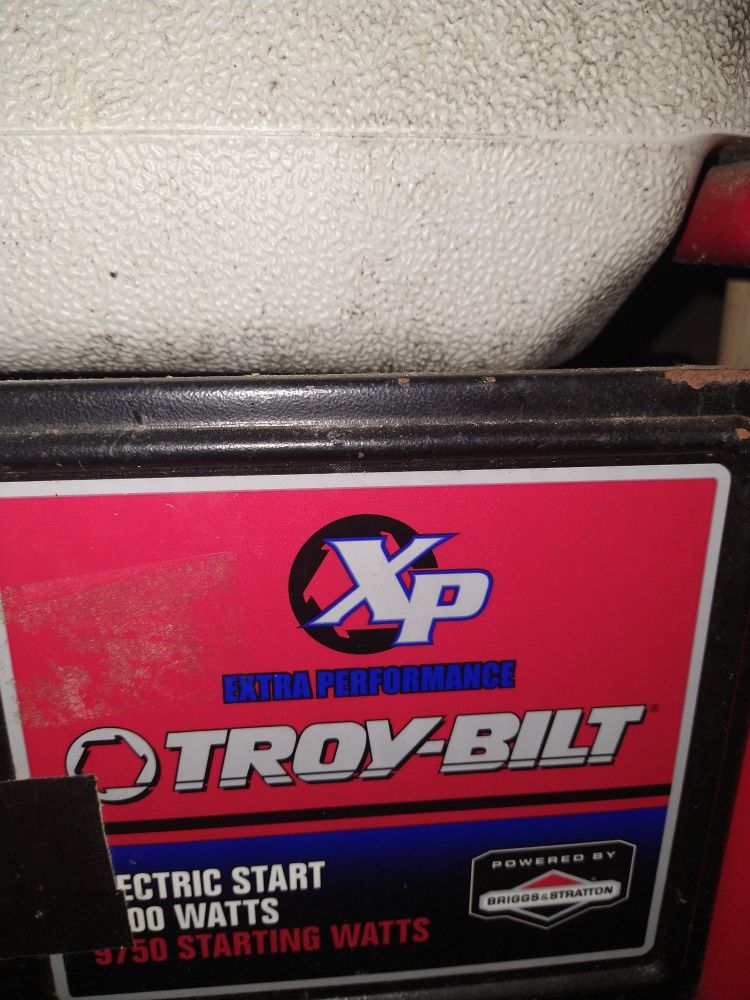 XP
EXTRA PERFORMANCE
TROY-BILT®
ECTRIC START
00 WATTS
9750 STARTING WATTS
POWERED BY
BRIGGS & STRATTON